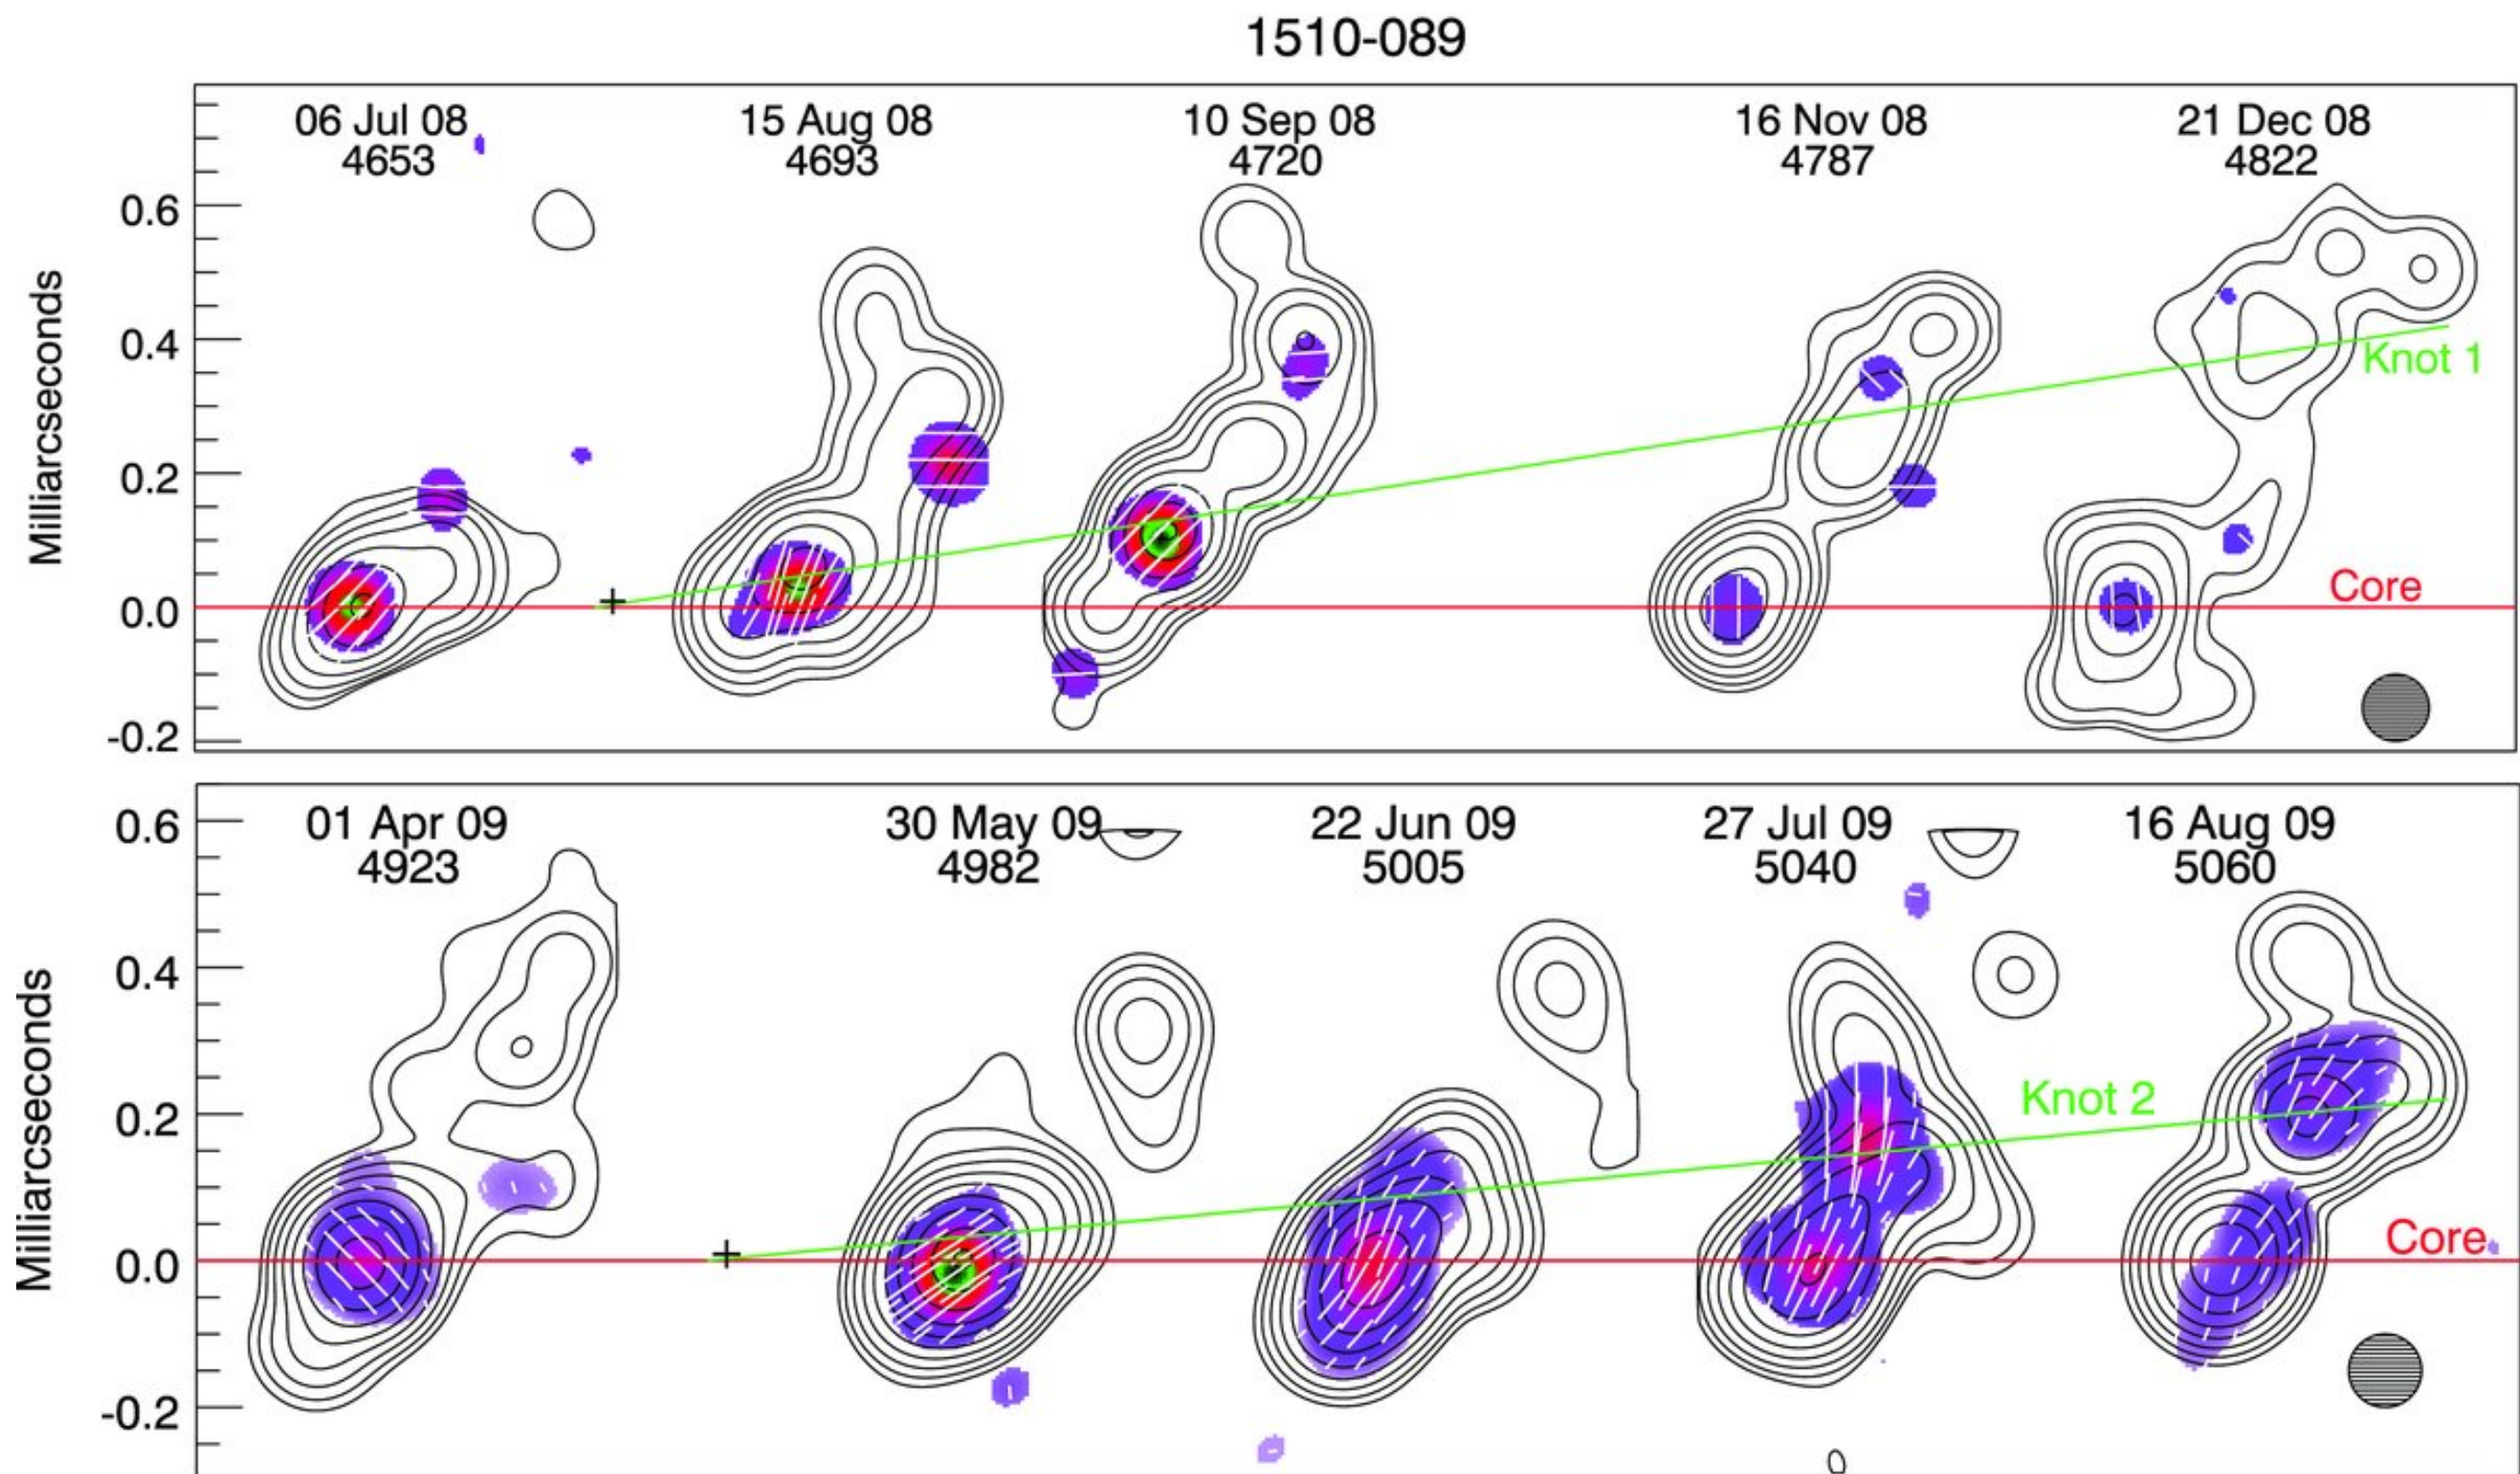 1510-089
06 Jul 08
4653
15 Aug 08
4693
10 Sep 08
4720
16 Nov 08
4787
21 Dec 08
4822
Milliarcseconds
0.6
0.4
0.2
0.0
-0.2
Knot 1
Core
01 Apr 09
4923
30 May 09
4982
22 Jun 09
5005
27 Jul 09
5040
16 Aug 09
5060
Milliarcseconds
0.6
0.4
0.2
0.0
-0.2
Knot 2
Core